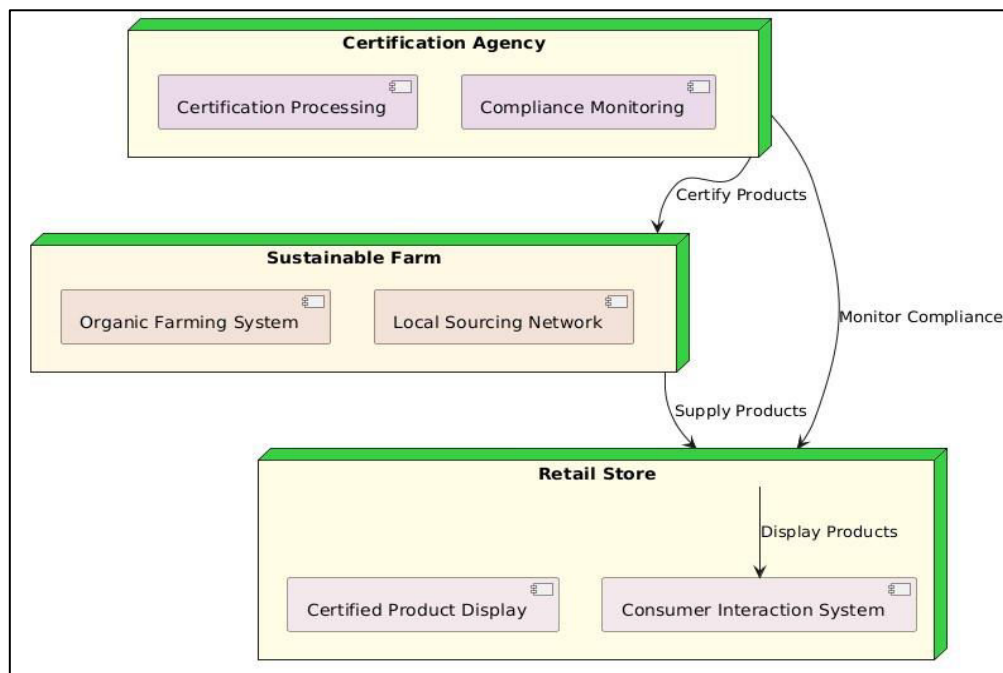 Certification Agency
Certification Processing
Compliance Monitoring
Certify Products
Sustainable Farm
Organic Farming System
Local Sourcing Network
Monitor Compliance
Supply Products
Retail Store
Display Products
Certified Product Display
Consumer Interaction System